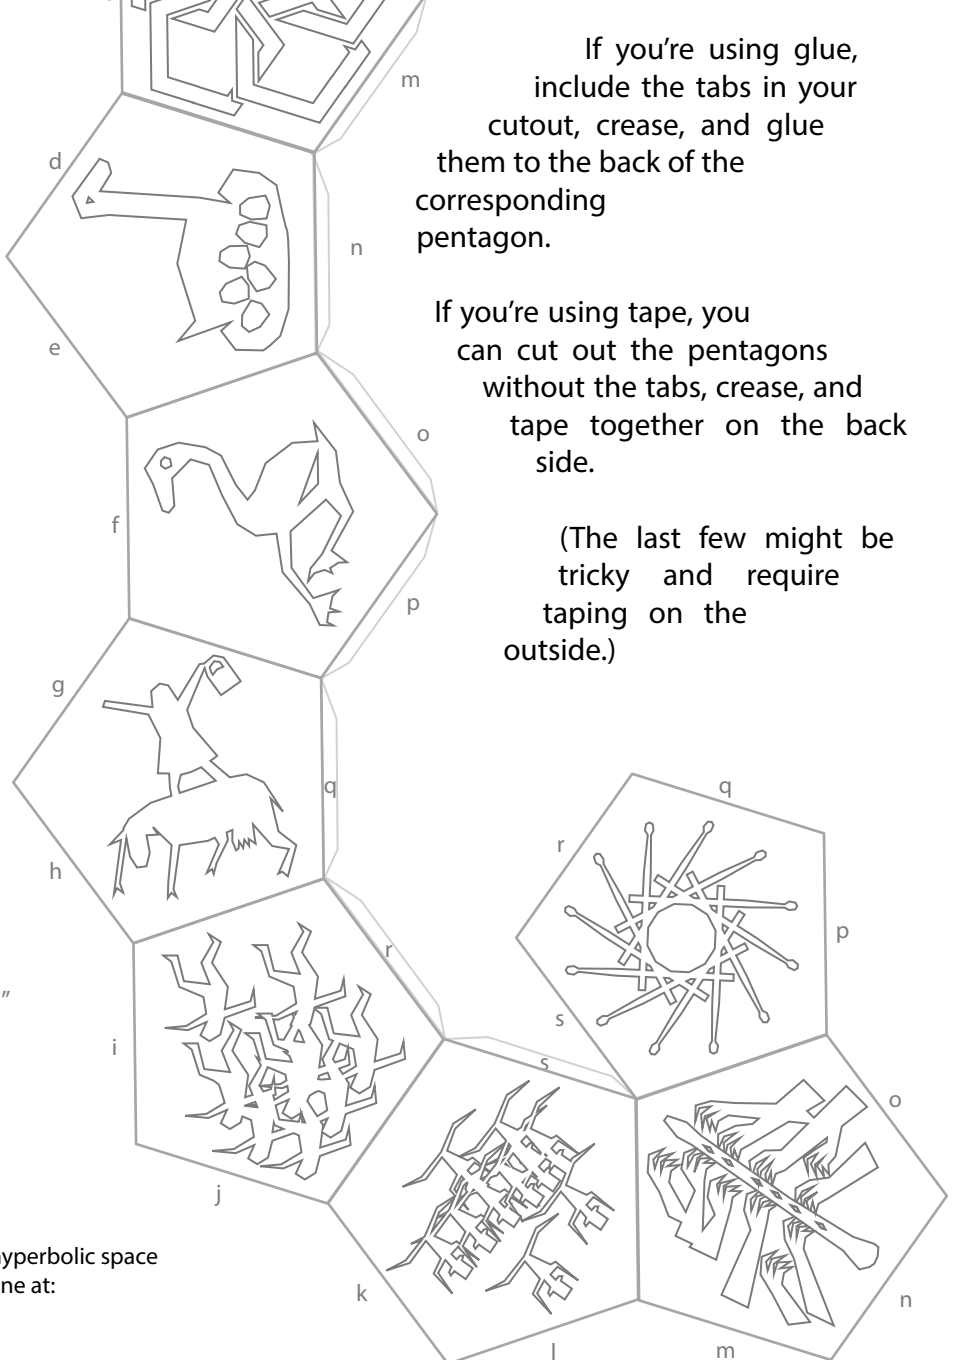 m
If you’re using glue,
include the tabs in your
cutout, crease, and glue
them to the back of the
corresponding
pentagon.
d
n
e
If you’re using tape, you
can cut out the pentagons
without the tabs, crease, and
tape together on the back
side.
o
f
(The last few might be
tricky and require
taping on the
outside.)
p
g
q
h
q
r
p
r
s
”
i
s
j
o
yperbolic space
ne at:
k
n
l
m